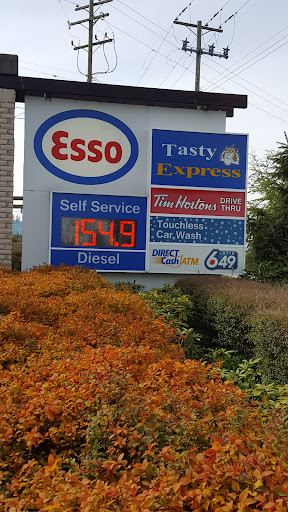 Esso
Self Service
154.9
Diesel
Tasty
Express
Tim Hortons DRIVE
THRU
Touchless
Car Wash
DIRECT
Cash ATM
649